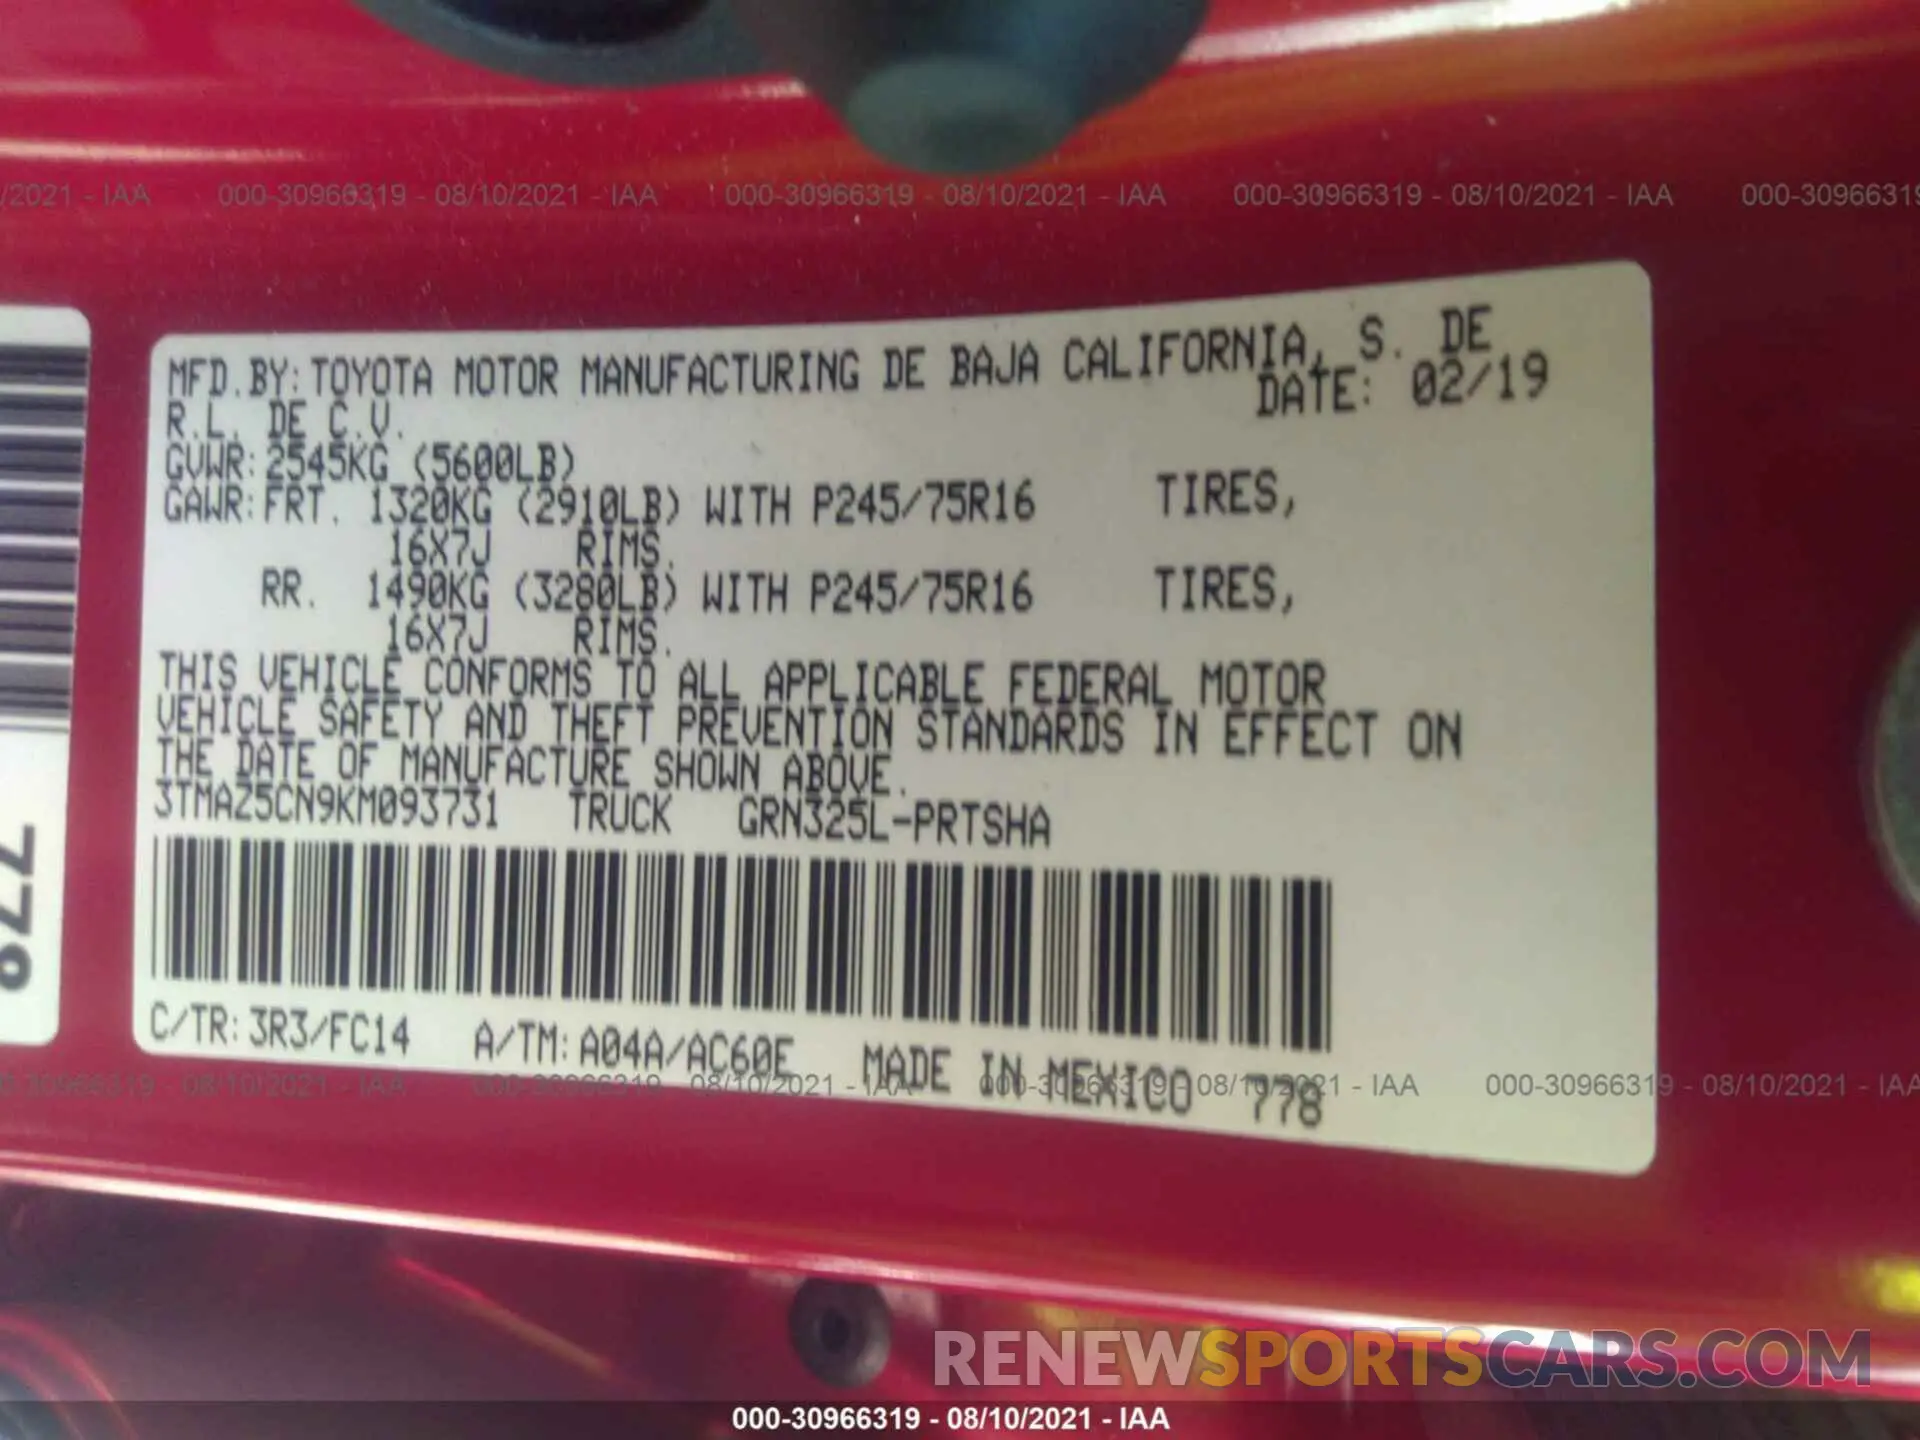 /2021 - IAA 000-30966319 - 08/10/2021 - IAA 000-30966319 - 08/10/2021 - IAA 000-30966319 - 08/10/2021 - IAA 000-30966319
MFD.BY: TOYOTA MOTOR MANUFACTURING DE BAJA CALIFORNIA, S. DE
R.L. DE C.V. DATE: 02/19
GVWR: 2545KG (5600LB)
GAWR: FRT. 1320KG (2910LB) WITH P245/75R16 TIRES,
16X7J RIMS.
RR. 1490KG (3280LB) WITH P245/75R16 TIRES,
16X7J RIMS.
THIS VEHICLE CONFORMS TO ALL APPLICABLE FEDERAL MOTOR
VEHICLE SAFETY AND THEFT PREVENTION STANDARDS IN EFFECT ON
THE DATE OF MANUFACTURE SHOWN ABOVE.
3TMAZ5CN9KM093731 TRUCK GRN325L-PRTSHA
778
C/TR: 3R3/FC14 A/TM: A04A/AC60E MADE IN MEXICO 778
0-30966319 - 08/10/2021 - IAA 000-30966319 - 08/10/2021 - IAA 000-30966319 - 08/10/2021 - IAA 000-30966319 - 08/10/2021 - IAA
RENEWSPORTSCARS.COM
000-30966319 - 08/10/2021 - IAA